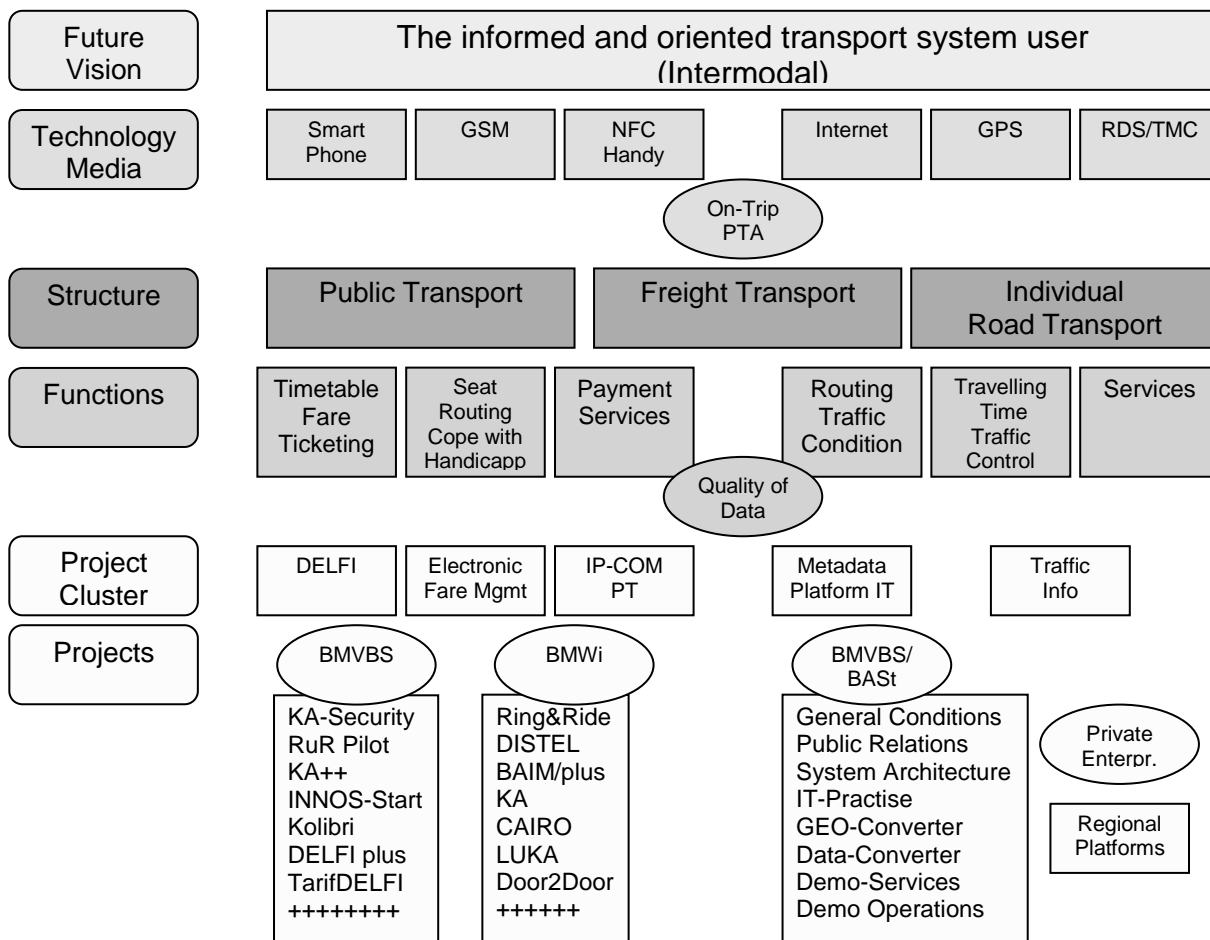 Future
Vision
The informed and oriented transport system user
(Intermodal)
Technology
Media
Smart
Phone
GSM
NFC
Handy
Internet
GPS
RDS/TMC
On-Trip
PTA
Structure
Public Transport
Freight Transport
Individual
Road Transport
Functions
Timetable
Fare
Ticketing
Seat
Routing
Cope with
Handicapp
Payment
Services
Routing
Traffic
Condition
Travelling
Time
Traffic
Control
Services
Quality of
Data
Project
Cluster
DELFI
Electronic
Fare Mgmt
IP-COM
PT
Metadata
Platform IT
Traffic
Info
Projects
BMVBS
KA-Security
RuR Pilot
KA++
INNOS-Start
Kolibri
DELFI plus
TarifDELFI
++++++++
BMWi
Ring&Ride
DISTEL
BAIM/plus
KA
CAIRO
LUKA
Door2Door
++++++
BMVBS/
BASt
General Conditions
Public Relations
System Architecture
IT-Practise
GEO-Converter
Data-Converter
Demo-Services
Demo Operations
Private
Enterpr.
Regional
Platforms